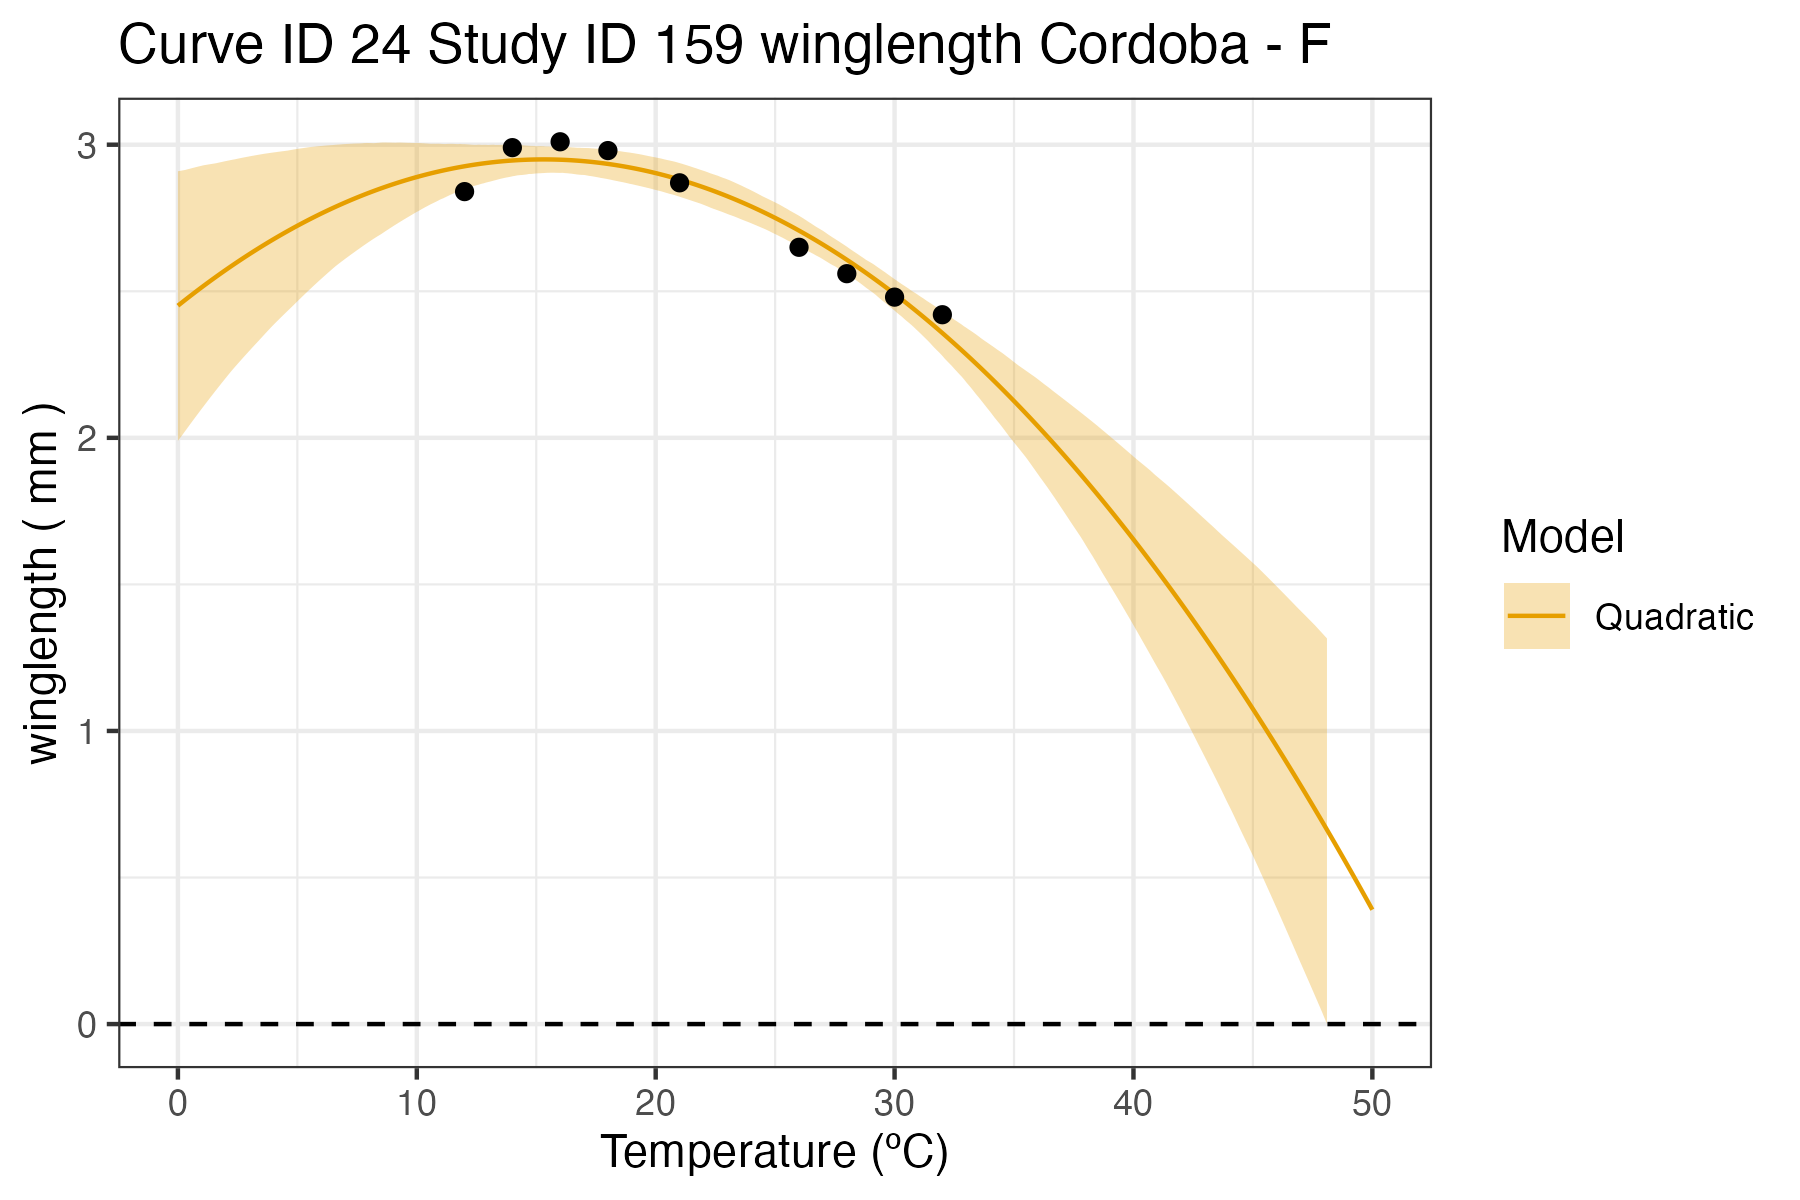 Curve ID 24 Study ID 159 winglength Cordoba - F
winglength ( mm )
3
2
1
0
0 10 20 30 40 50
Temperature (ºC)
Model
Quadratic